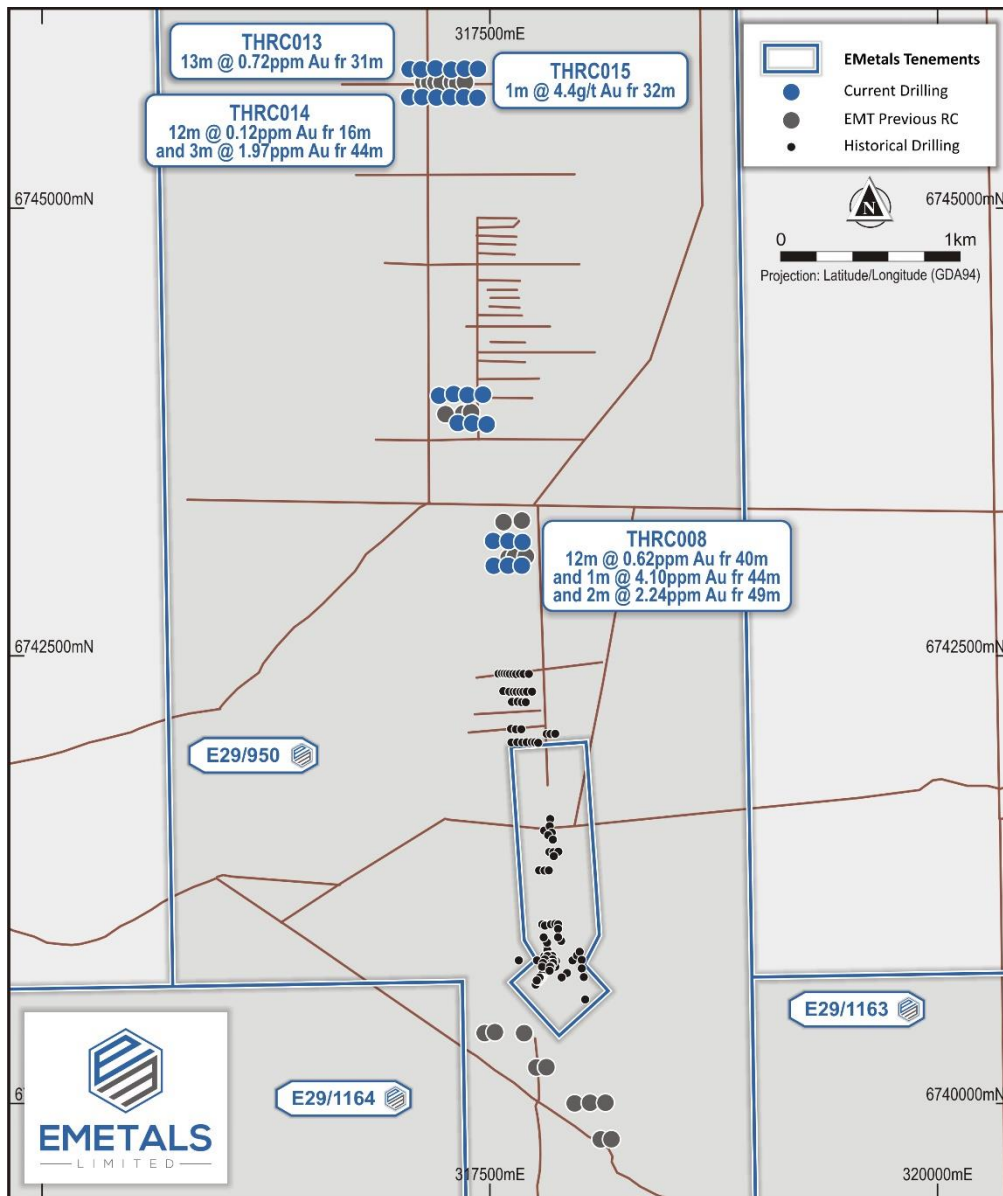 317500mE
THRC013
13m @ 0.72ppm Au fr 31m
THRC015
1m @ 4.4g/t Au fr 32m
THRC014
12m @ 0.12ppm Au fr 16m
and 3m @ 1.97ppm Au fr 44m
EMetals Tenements
Current Drilling
EMT Previous RC
Historical Drilling
6745000mN
6745000mN
N
0
1km
Projection: Latitude/Longitude (GDA94)
THRC008
12m @ 0.62ppm Au fr 40m
and 1m @ 4.10ppm Au fr 44m
and 2m @ 2.24ppm Au fr 49m
6742500mN
6742500mN
E29/950
E29/1163
E29/1164
6740000mN
EMETALS
LIMITED
317500mE
320000mE